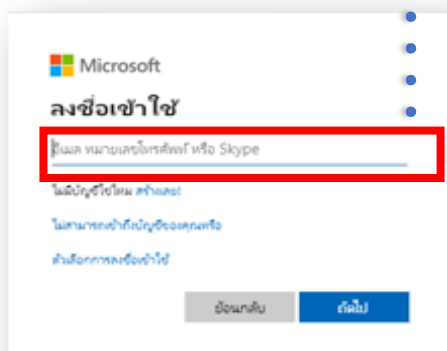 Microsoft
ลงชื่อเข้าใช้
อีเมล หมายเลขโทรศัพท์ หรือ Skype
ไม่มีบัญชีใช่ไหม สร้างเลย!
ไม่สามารถเข้าถึงบัญชีของคุณหรือ
ตัวเลือกการลงชื่อเข้าใช้
ย้อนกลับ
ถัดไป